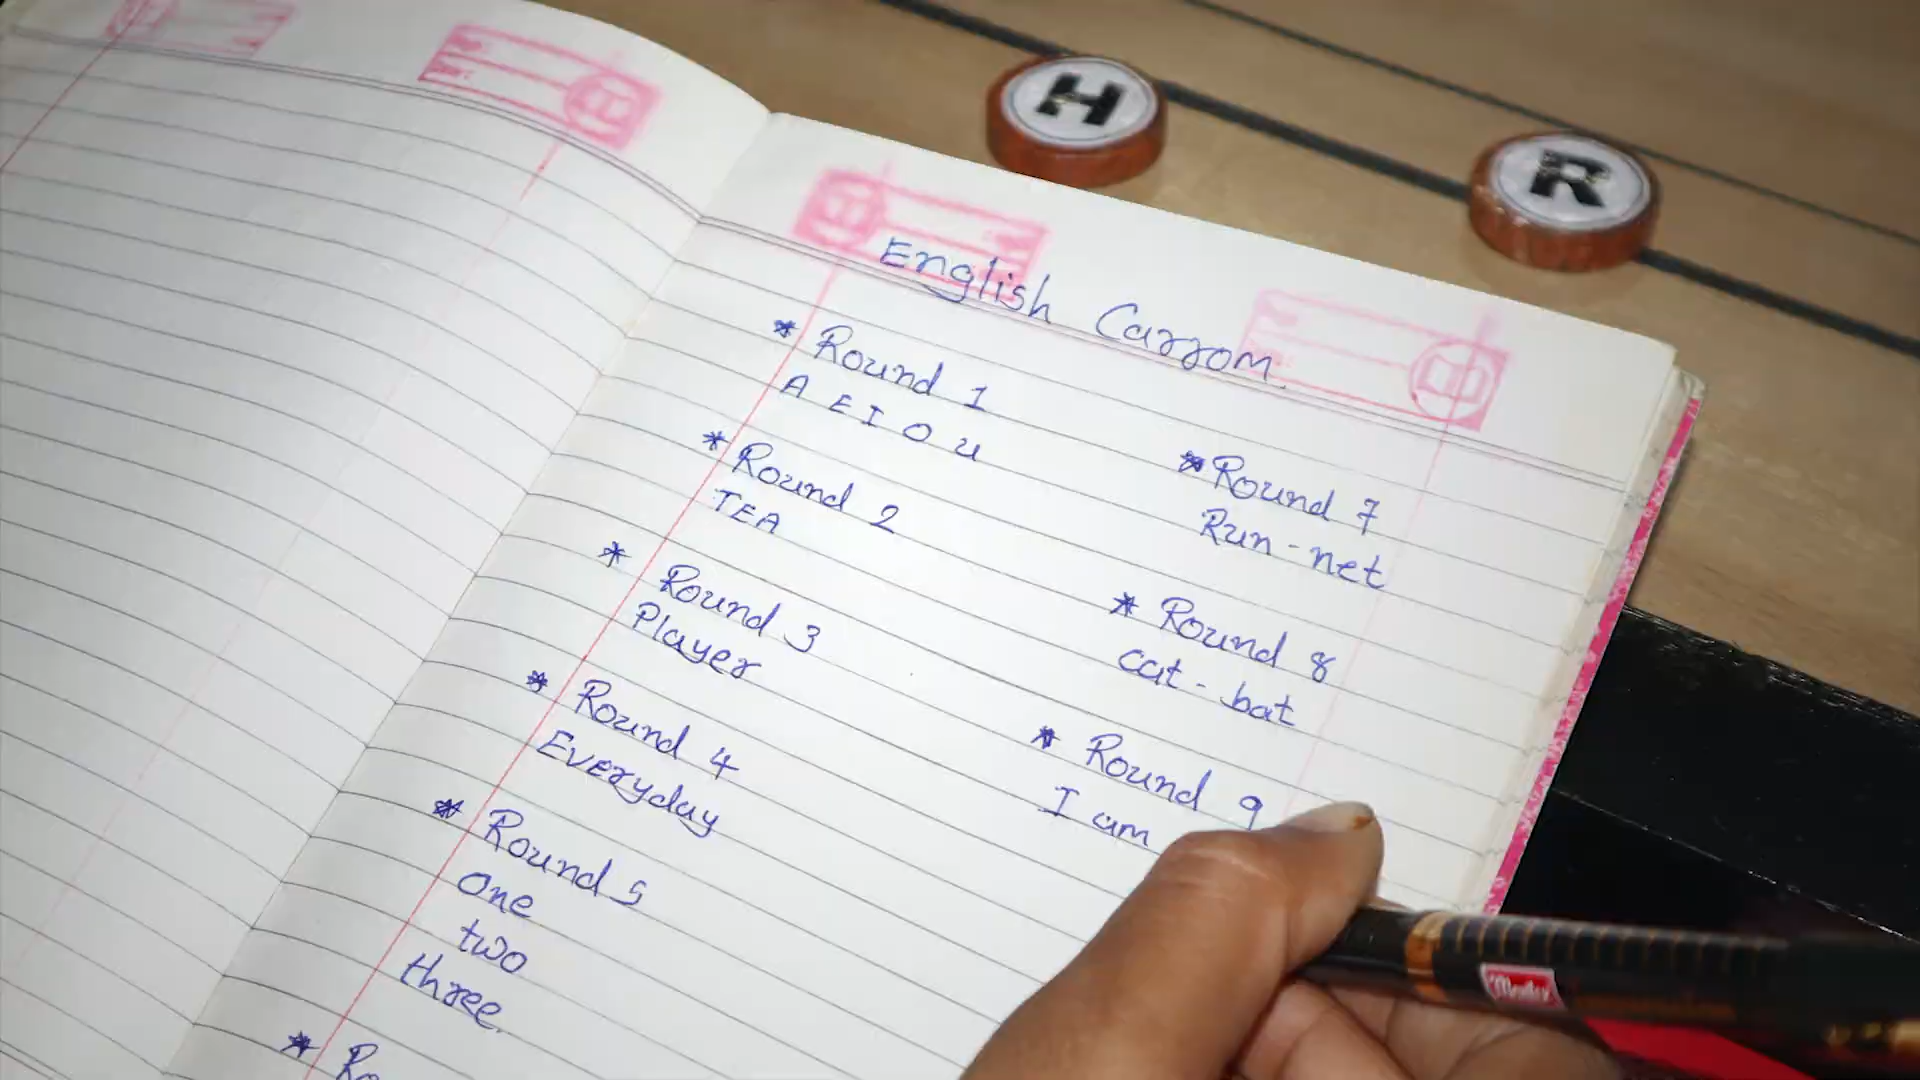 H
R
English Carrom.
* Round 1
A E I O U
* Round 2
TEA
* Round 3
Player
* Round 4
EVEryday
* Round 5
One
two
three.
* Ro
* Round 7
Run - net
* Round 8
cat - bat
* Round 9
I am